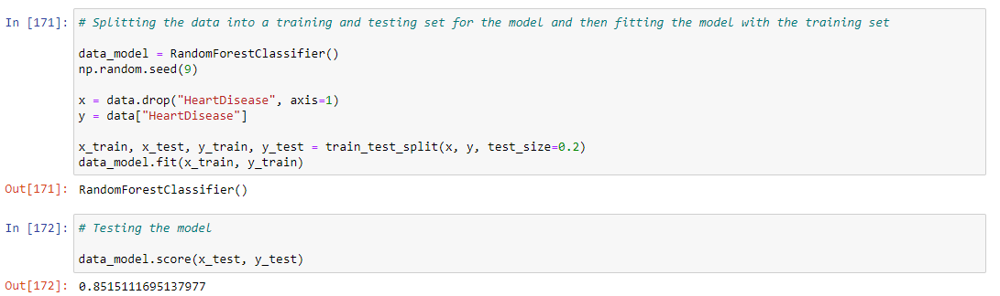 In [171]: # Splitting the data into a training and testing set for the model and then fitting the model with the training set
data_model = RandomForestClassifier()
np.random.seed(9)
x = data.drop("HeartDisease", axis=1)
y = data["HeartDisease"]
x_train, x_test, y_train, y_test = train_test_split(x, y, test_size=0.2)
data_model.fit(x_train, y_train)
Out[171]: RandomForestClassifier()
In [172]: # Testing the model
data_model.score(x_test, y_test)
Out[172]: 0.8515111695137977